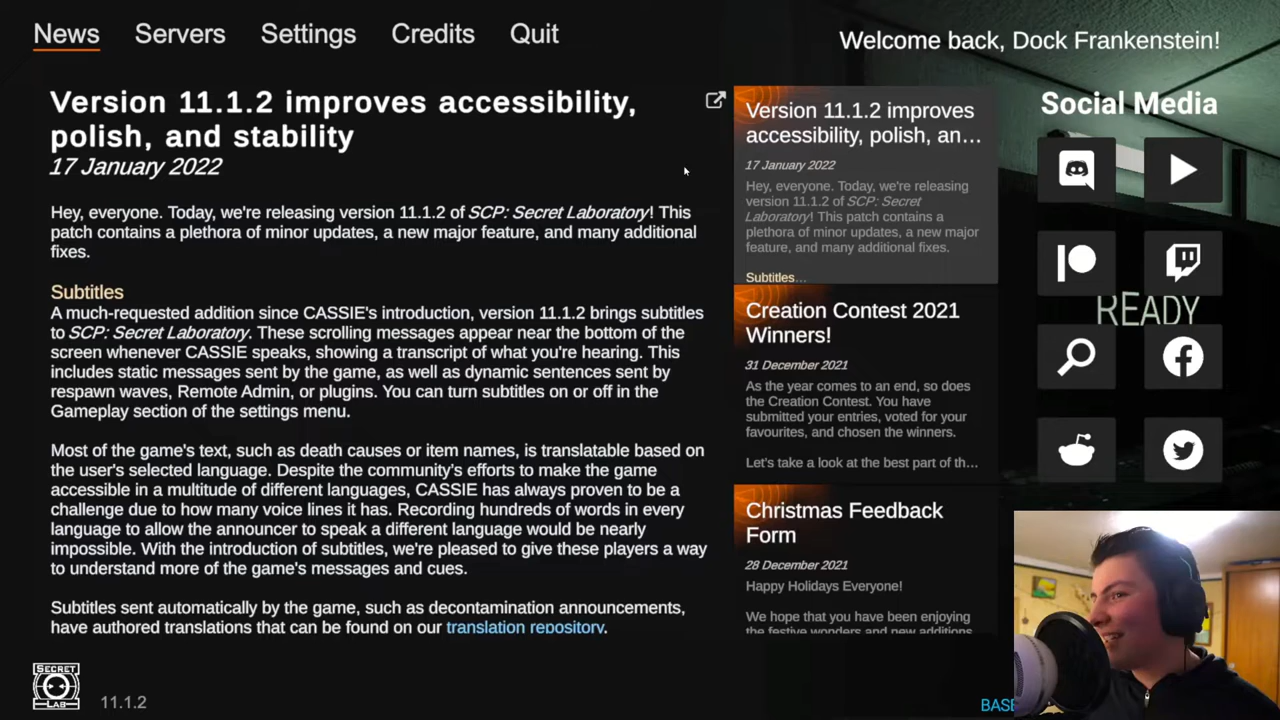 News Servers Settings Credits Quit
Welcome back, Dock Frankenstein!
Version 11.1.2 improves accessibility,
polish, and stability
17 January 2022
Hey, everyone. Today, we're releasing version 11.1.2 of SCP: Secret Laboratory! This
patch contains a plethora of minor updates, a new major feature, and many additional
fixes.
Subtitles
A much-requested addition since CASSIE's introduction, version 11.1.2 brings subtitles
to SCP: Secret Laboratory. These scrolling messages appear near the bottom of the
screen whenever CASSIE speaks, showing a transcript of what you're hearing. This
includes static messages sent by the game, as well as dynamic sentences sent by
respawn waves, Remote Admin, or plugins. You can turn subtitles on or off in the
Gameplay section of the settings menu.
Most of the game's text, such as death causes or item names, is translatable based on
the user's selected language. Despite the community's efforts to make the game
accessible in a multitude of different languages, CASSIE has always proven to be a
challenge due to how many voice lines it has. Recording hundreds of words in every
language to allow the announcer to speak a different language would be nearly
impossible. With the introduction of subtitles, we're pleased to give these players a way
to understand more of the game's messages and cues.
Subtitles sent automatically by the game, such as decontamination announcements,
have authored translations that can be found on our translation repository.
Version 11.1.2 improves
accessibility, polish, an...
17 January 2022
Hey, everyone. Today, we're releasing
version 11.1.2 of SCP: Secret
Laboratory! This patch contains a
plethora of minor updates, a new major
feature, and many additional fixes.
Subtitles...
Creation Contest 2021
Winners!
31 December 2021
As the year comes to an end, so does
the Creation Contest. You have
submitted your entries, voted for your
favourites, and chosen the winners.
Let's take a look at the best part of th...
Christmas Feedback
Form
28 December 2021
Happy Holidays Everyone!
We hope that you have been enjoying
the festive wonders and new additions
Social Media
READY
SECRET
LAB
11.1.2
BASE